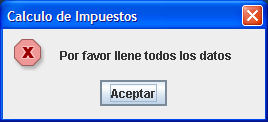 Calculo de Impuestos
Por favor llene todos los datos
Aceptar